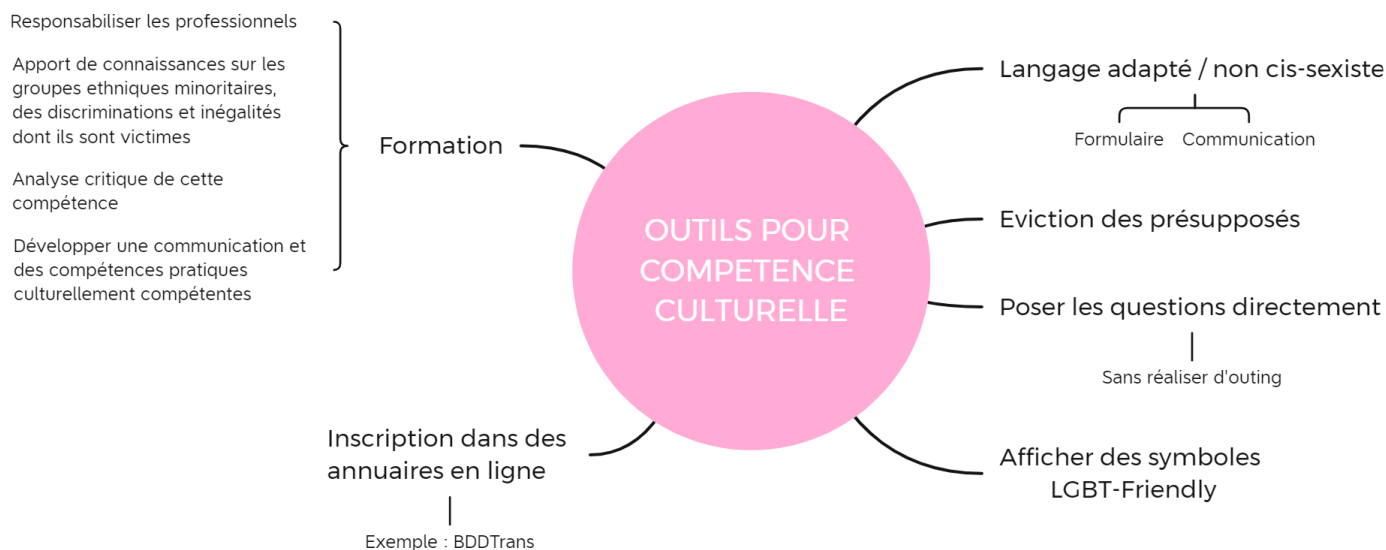 OUTILS POUR
COMPETENCE
CULTURELLE
Formation
Responsabiliser les professionnels
Apport de connaissances sur les
groupes ethniques minoritaires,
des discriminations et inégalités
dont ils sont victimes
Analyse critique de cette
compétence
Développer une communication et
des compétences pratiques
culturellement compétentes
Inscription dans des
annuaires en ligne
Exemple : BDDTrans
Langage adapté / non cis-sexiste
Formulaire Communication
Eviction des présupposés
Poser les questions directement
Sans réaliser d'outing
Afficher des symboles
LGBT-Friendly